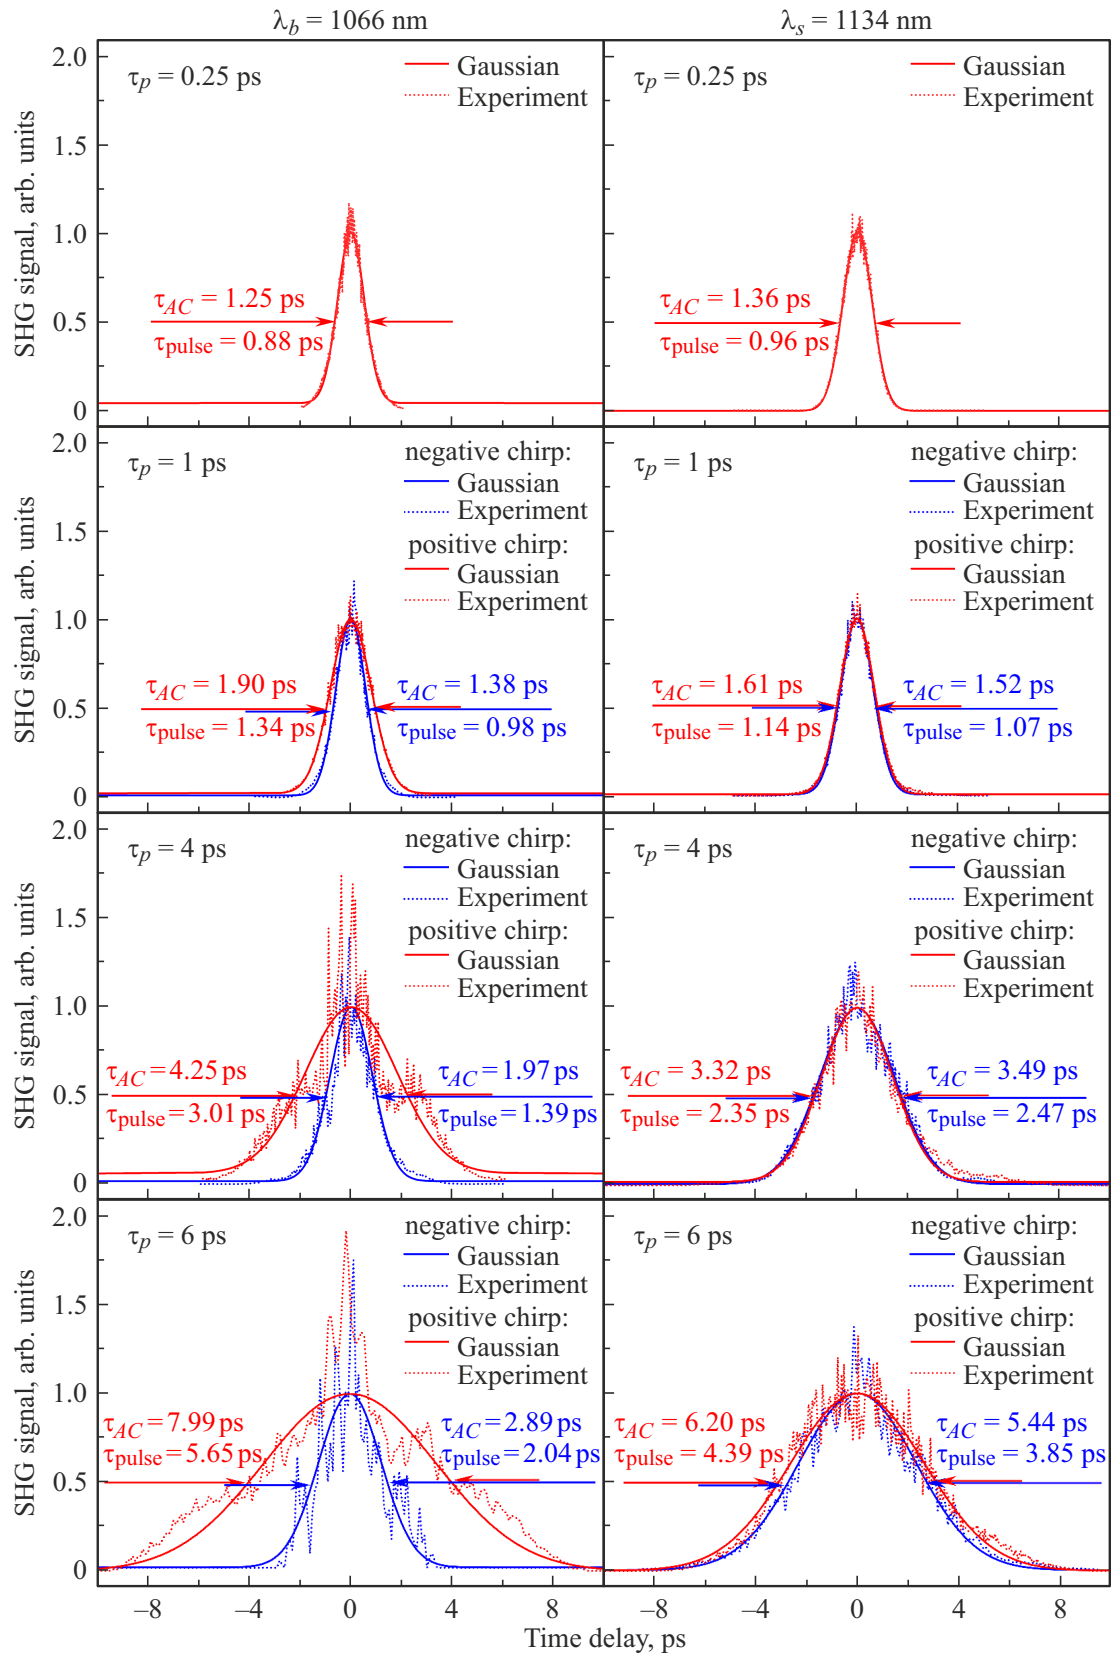 λb = 1066 nm
λs = 1134 nm
SHG signal, arb. units
2.0
1.5
1.0
0.5
0
τp = 0.25 ps
Gaussian
Experiment
τAC = 1.25 ps
τpulse = 0.88 ps
τp = 0.25 ps
Gaussian
Experiment
τAC = 1.36 ps
τpulse = 0.96 ps
SHG signal, arb. units
2.0
1.5
1.0
0.5
0
τp = 1 ps
negative chirp:
Gaussian
Experiment
positive chirp:
Gaussian
Experiment
τAC = 1.90 ps
τpulse = 1.34 ps
τAC = 1.38 ps
τpulse = 0.98 ps
τp = 1 ps
negative chirp:
Gaussian
Experiment
positive chirp:
Gaussian
Experiment
τAC = 1.61 ps
τpulse = 1.14 ps
τAC = 1.52 ps
τpulse = 1.07 ps
SHG signal, arb. units
2.0
1.5
1.0
0.5
0
τp = 4 ps
negative chirp:
Gaussian
Experiment
positive chirp:
Gaussian
Experiment
τAC = 4.25 ps
τpulse = 3.01 ps
τAC = 1.97 ps
τpulse = 1.39 ps
τp = 4 ps
negative chirp:
Gaussian
Experiment
positive chirp:
Gaussian
Experiment
τAC = 3.32 ps
τpulse = 2.35 ps
τAC = 3.49 ps
τpulse = 2.47 ps
SHG signal, arb. units
2.0
1.5
1.0
0.5
0
τp = 6 ps
negative chirp:
Gaussian
Experiment
positive chirp:
Gaussian
Experiment
τAC = 7.99 ps
τpulse = 5.65 ps
τAC = 2.89 ps
τpulse = 2.04 ps
τp = 6 ps
negative chirp:
Gaussian
Experiment
positive chirp:
Gaussian
Experiment
τAC = 6.20 ps
τpulse = 4.39 ps
τAC = 5.44 ps
τpulse = 3.85 ps
–8 –4 0 4 8
–8 –4 0 4 8
Time delay, ps